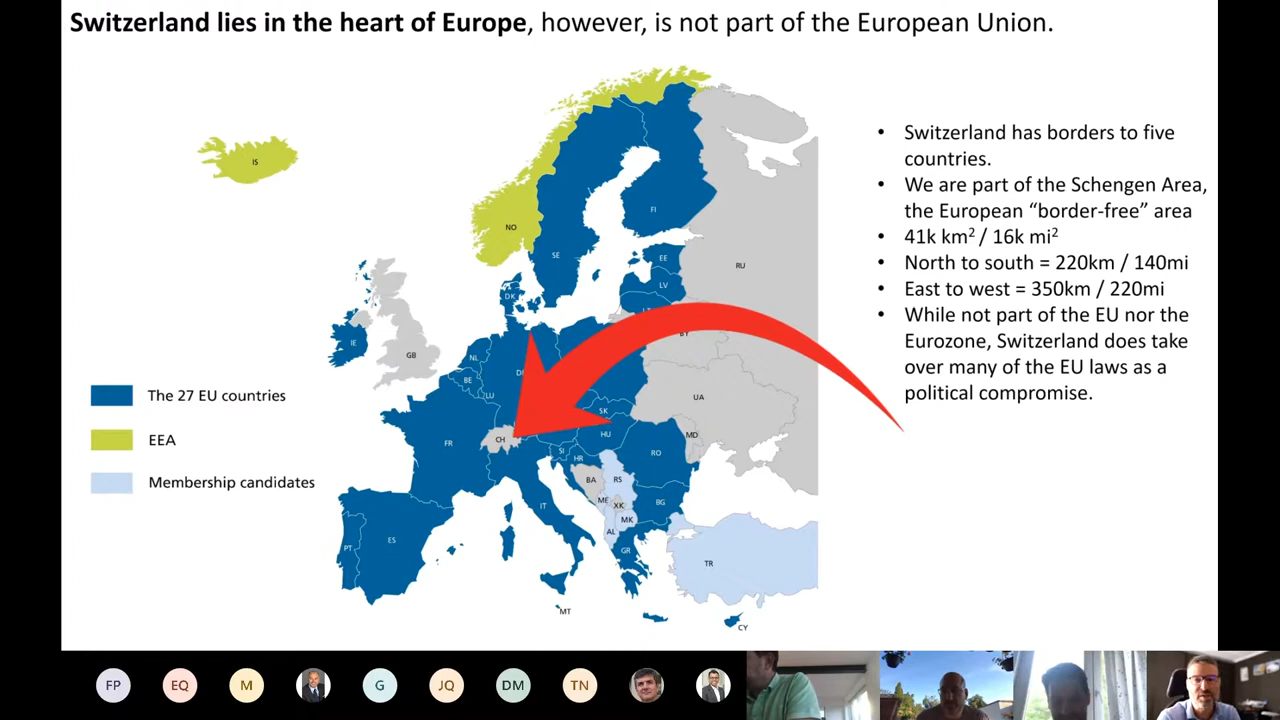 Switzerland lies in the heart of Europe, however, is not part of the European Union.
• Switzerland has borders to five
countries.
• We are part of the Schengen Area,
the European “border-free” area
• 41k km² / 16k mi²
• North to south = 220km / 140mi
• East to west = 350km / 220mi
• While not part of the EU nor the
Eurozone, Switzerland does take
over many of the EU laws as a
political compromise.
IS
NO
FI
SE
RU
EE
LV
DK
IE
GB
NL
BE
LU
UA
SK
FR
CH
HU
MD
RO
SI
HR
BA
RS
ME
XK
BG
MK
AL
IT
PT
ES
GR
TR
MT
CY
The 27 EU countries
EEA
Membership candidates
FP
EQ
M
G
JQ
DM
TN